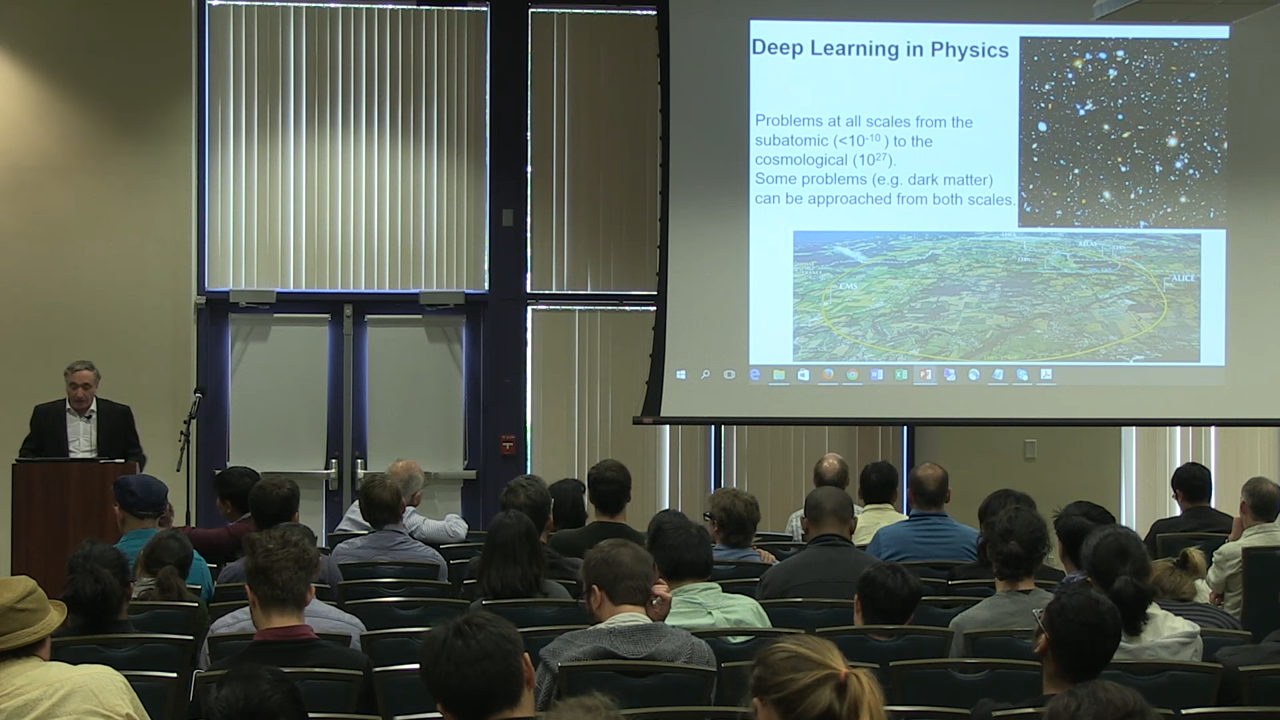 Deep Learning in Physics
Problems at all scales from the
subatomic (<10⁻¹⁰ ) to the
cosmological (10²⁷).
Some problems (e.g. dark matter)
can be approached from both scales.
ATLAS
ALICE
CMS